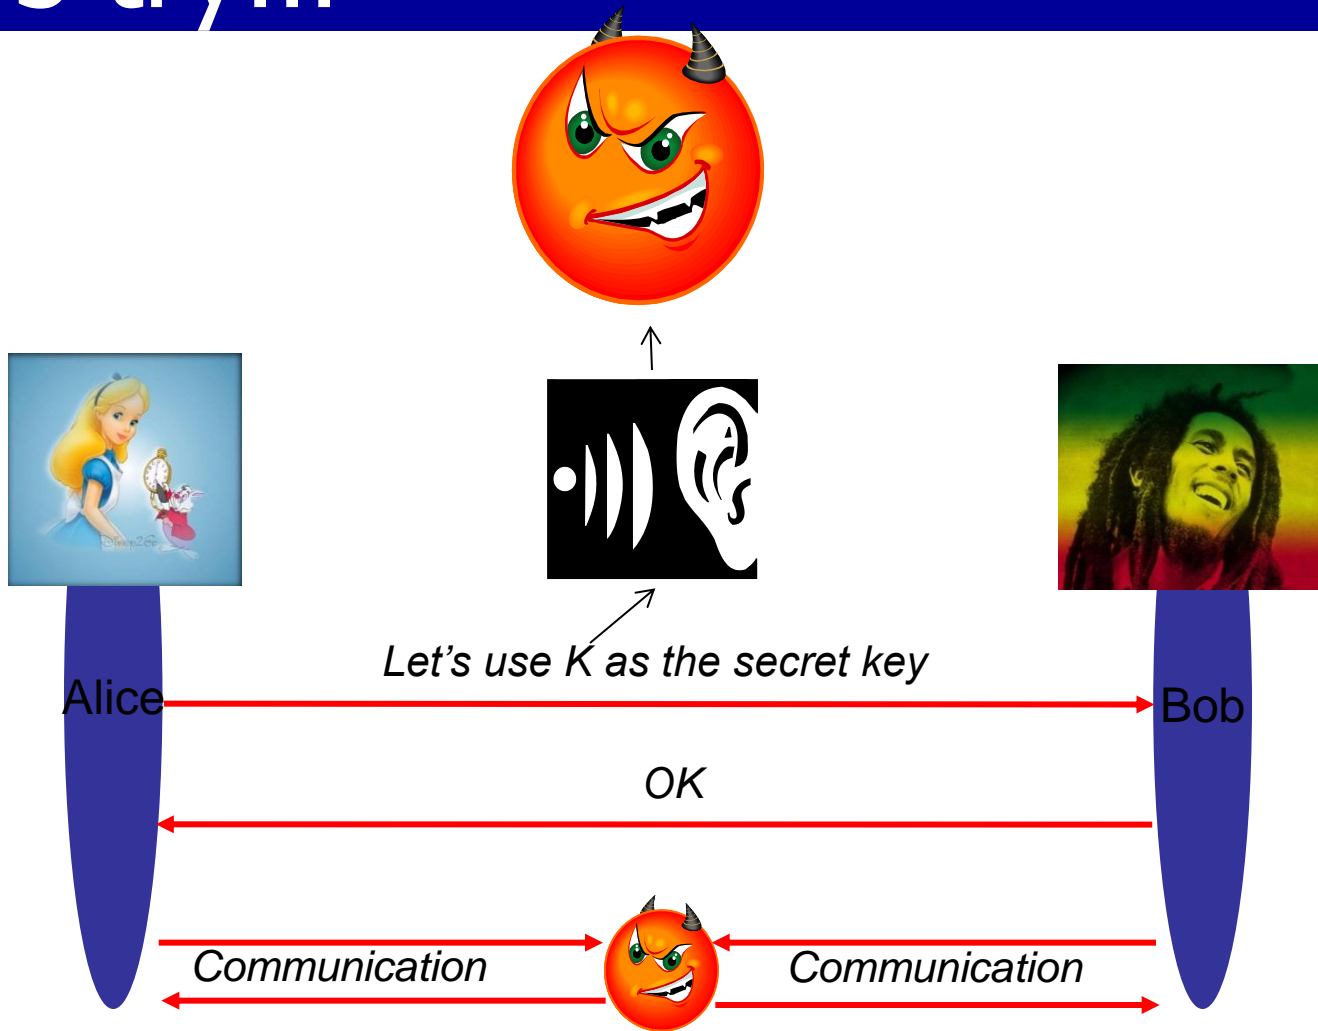 Let's use K as the secret key
Alice
Bob
OK
Communication
Communication